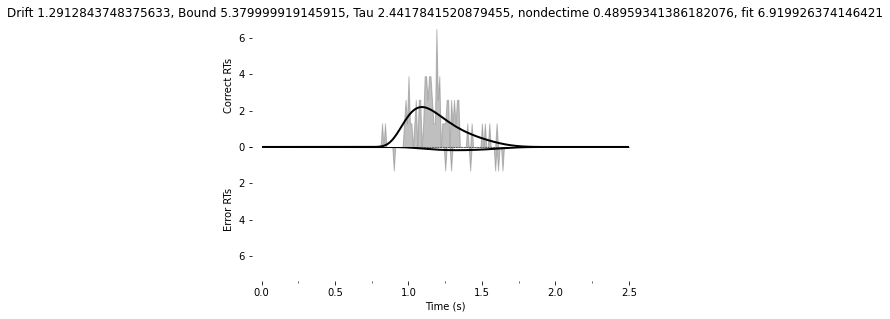 Drift 1.2912843748375633, Bound 5.379999919145915, Tau 2.4417841520879455, nondectime 0.48959341386182076, fit 6.919926374146421
6
4
2
0
2
4
6
Correct RTs
Error RTs
0.0 0.5 1.0 1.5 2.0 2.5
Time (s)